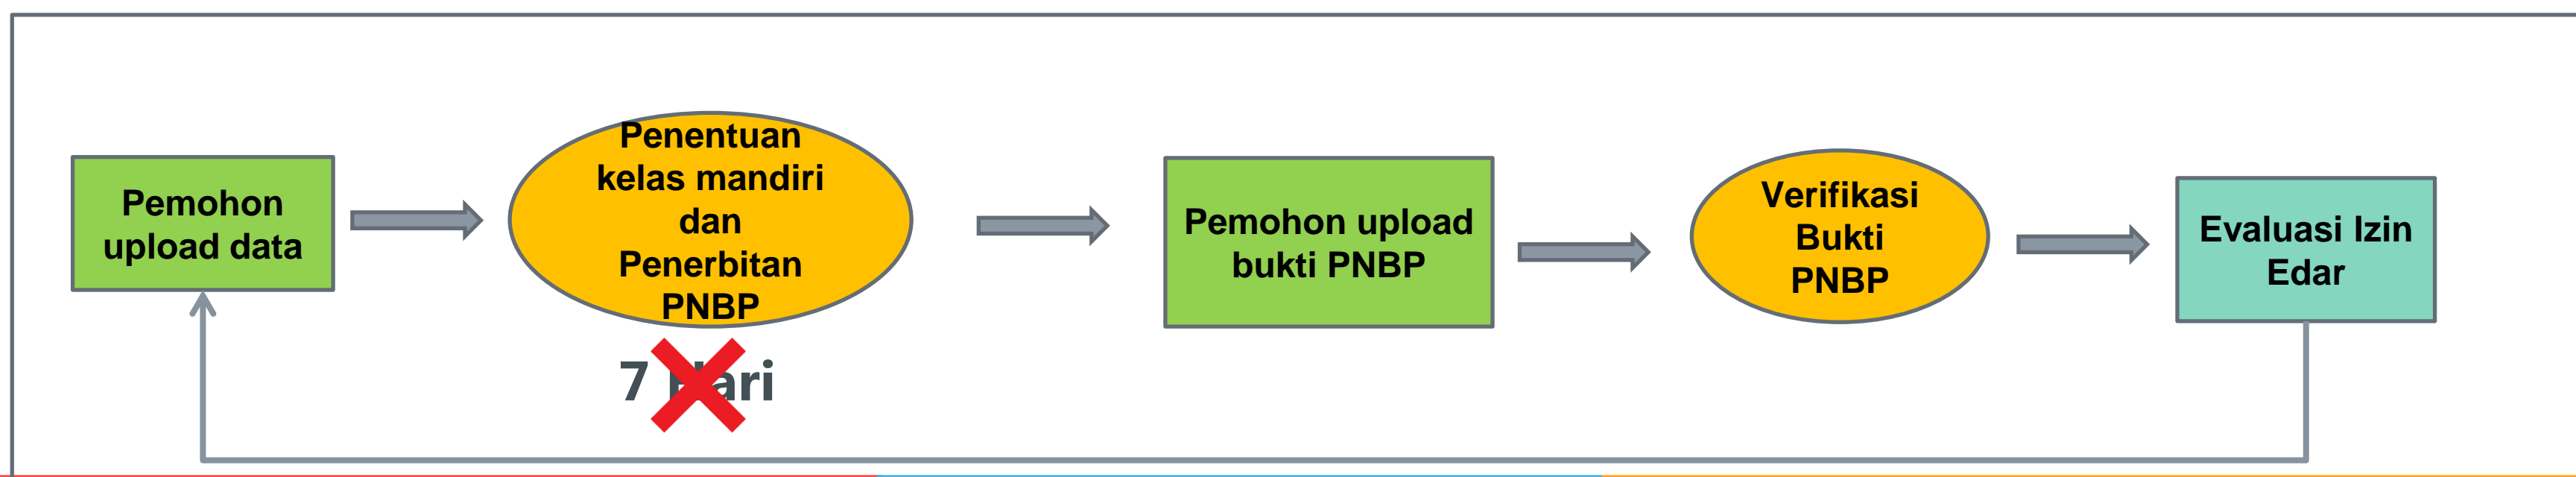 Pemohon
upload data
Penentuan
kelas mandiri
dan
Penerbitan
PNBP
7 Hari
Pemohon upload
bukti PNBP
Verifikasi
Bukti
PNBP
Evaluasi Izin
Edar